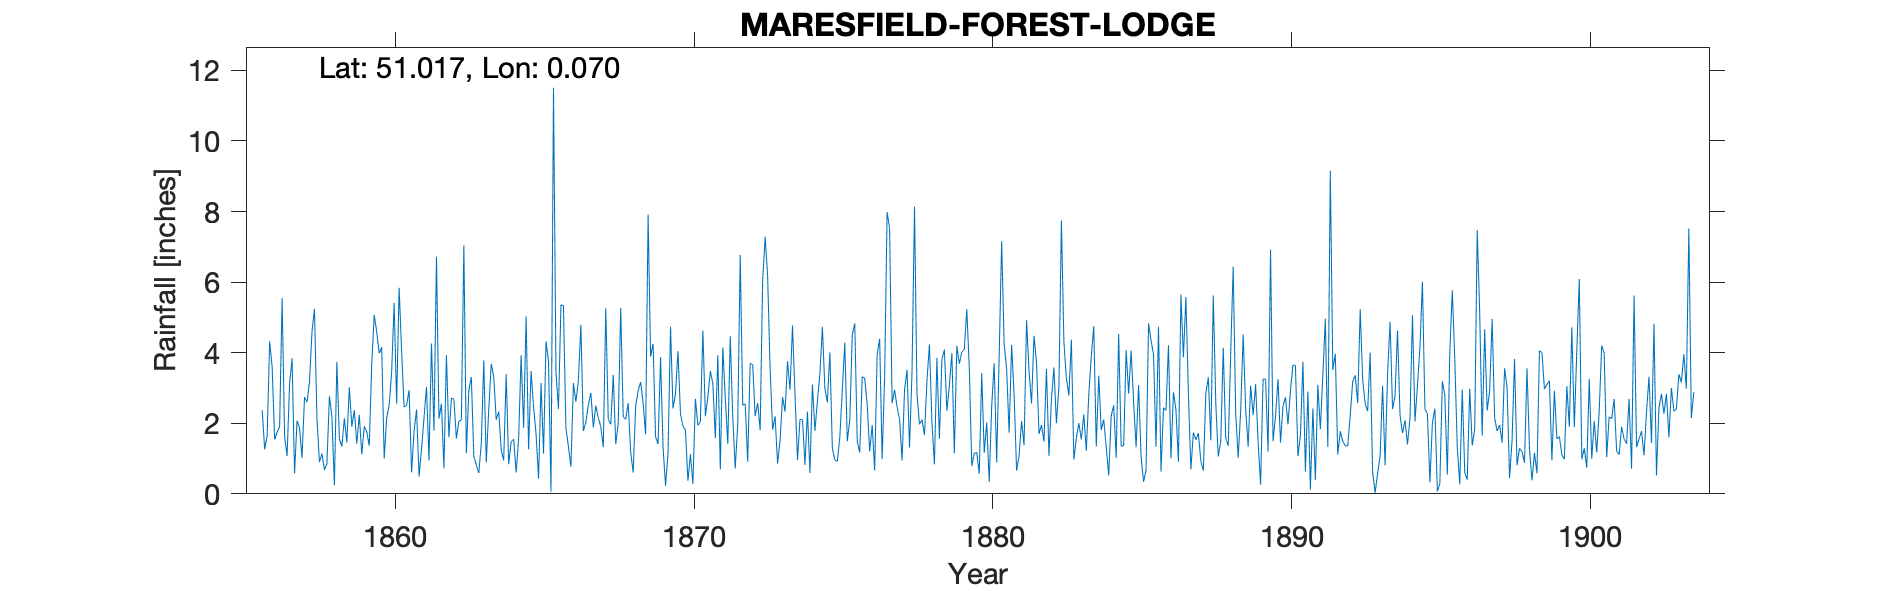 MARESFIELD-FOREST-LODGE
Lat: 51.017, Lon: 0.070
12
10
8
6
4
2
0
Rainfall [inches]
1860 1870 1880 1890 1900
Year